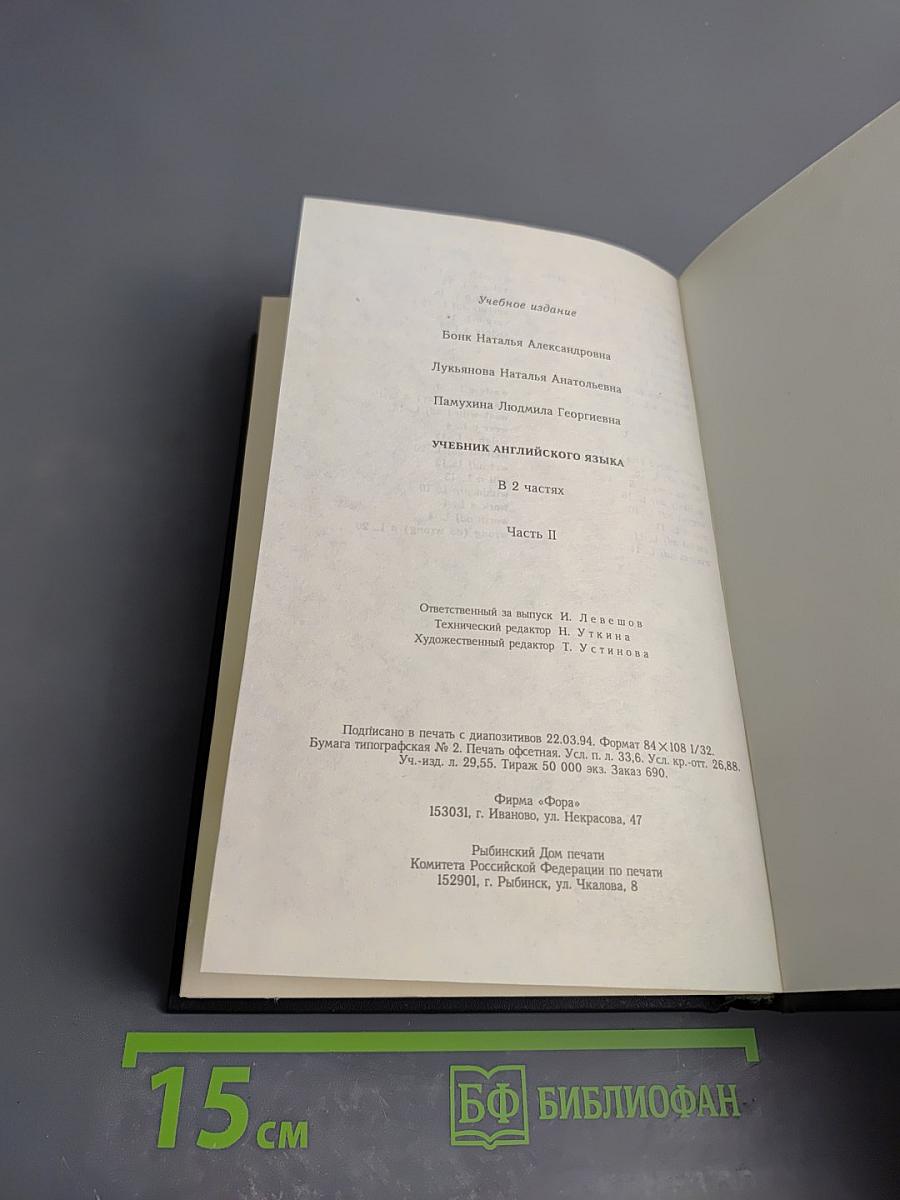 Учебное издание
Бонк Наталья Александровна
Лукьянова Наталья Анатольевна
Памухина Людмила Георгиевна
УЧЕБНИК АНГЛИЙСКОГО ЯЗЫКА
В 2 частях
Часть II
Ответственный за выпуск И. Левешов
Технический редактор Н. Уткина
Художественный редактор Т. Устинова
Подписано в печать с диапозитивов 22.03.94. Формат 84×108 1/32.
Бумага типографская № 2. Печать офсетная. Усл. п. л. 33,6. Усл. кр.-отт. 26,88.
Уч.-изд. л. 29,55. Тираж 50 000 экз. Заказ 690.
Фирма «Фора»
153031, г. Иваново, ул. Некрасова, 47
Рыбинский Дом печати
Комитета Российской Федерации по печати
152901, г. Рыбинск, ул. Чкалова, 8
15 см
БФ БИБЛИОФАН